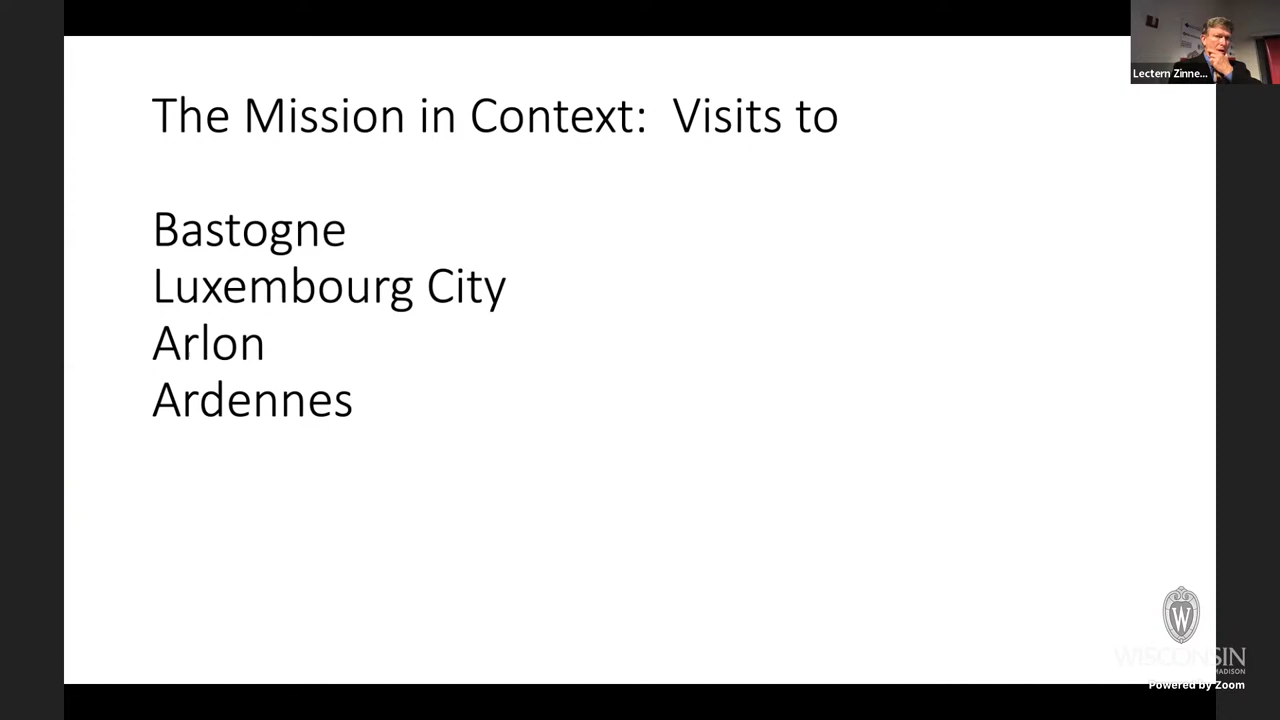 Lectern Zinne...
The Mission in Context: Visits to
Bastogne
Luxembourg City
Arlon
Ardennes
W
WISCONSIN
MADISON
Powered by Zoom